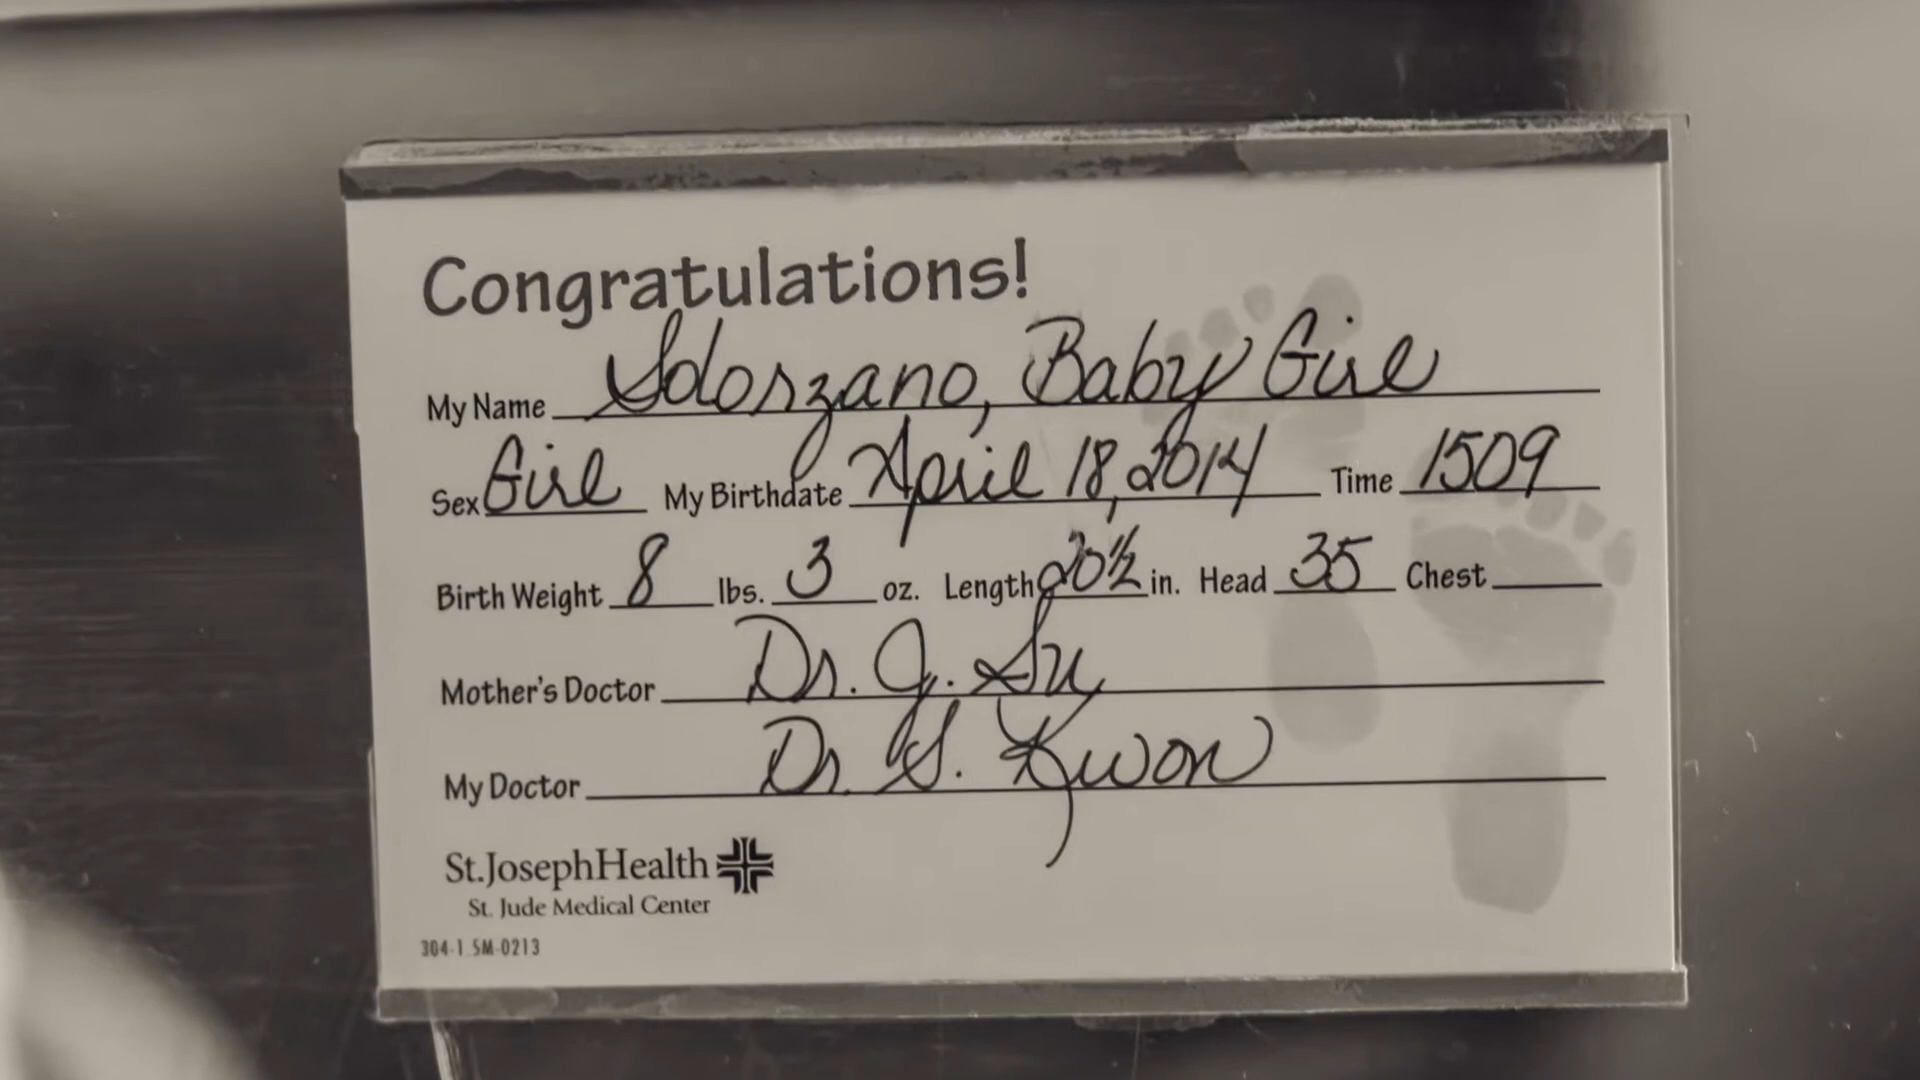 Congratulations!
My Name Solorzano, Baby Girl
Sex Girl My Birthdate April 18, 2014 Time 1509
Birth Weight 8 lbs. 3 oz. Length 20½ in. Head 35 Chest
Mother's Doctor Dr. J. Su
My Doctor Dr S. Kwon
St.JosephHealth
St. Jude Medical Center
304-1.5M-0213